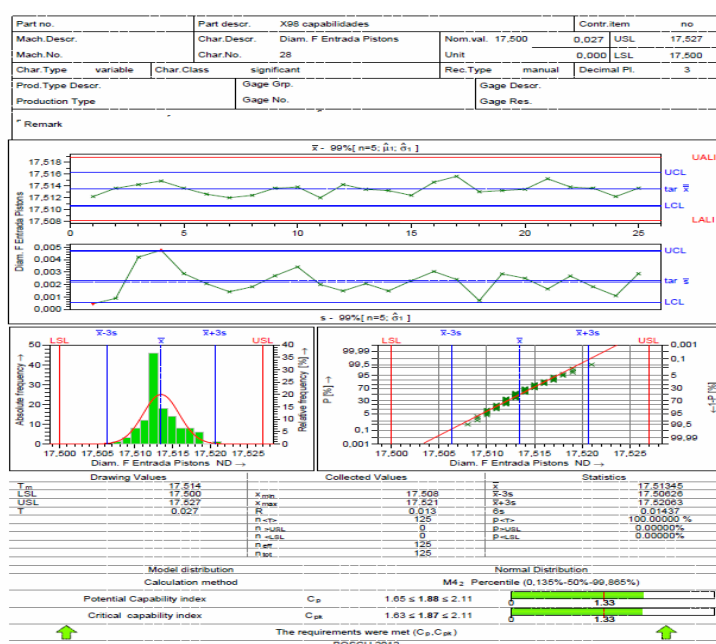 Part no. Part descr. X98 capabilidades Contr.item no
Mach.Descr. Char.Descr. Diam. F Entrada Pistons Nom.val. 17,500 0,027 USL 17,527
Mach.No. Char.No. 28 Unit 0,000 LSL 17,500
Char.Type variable Char.Class significant Rec.Type manual Decimal Pl. 3
Prod.Type Descr. Gage Grp. Gage Descr.
Production Type Gage No. Gage Res.
Remark
x̄ - 99%[ n=5; μ̂1; σ̂1 ]
Diam. F Entrada Pistons
17,518
17,516
17,514
17,512
17,510
17,508
UALI
UCL
tar x̄
LCL
LALI
0 5 10 15 20 25
0,005
0,004
0,003
0,002
0,001
0,000
UCL
tar s̄
LCL
s - 99%[ n=5; σ̂1 ]
LSL x̄-3s x̄ x̄+3s USL
Absolute frequency →
50
40
30
20
10
0
40
35
30
25
20
15
10
5
0
Relative frequency [%] →
17,500 17,505 17,510 17,515 17,520 17,525
Diam. F Entrada Pistons ND →
LSL x̄-3s x̄ x̄+3s USL
P [%] →
99,99
99,5
95
70
30
5
0,1
0,001
0,001
0,1
5
30
70
95
99,5
99,99
←1-P [%]
17,500 17,505 17,510 17,515 17,520 17,525
Diam. F Entrada Pistons ND →
Drawing Values Collected Values Statistics
Tm 17.514 x̄ 17.51345
LSL 17.500 xmin 17.508 x̄-3s 17.50626
USL 17.527 xmax 17.521 x̄+3s 17.52063
T 0.027 R 0.013 6s 0.01437
n<T> 125 p<T> 100.00000 %
n>USL 0 p>USL 0.00000%
n<LSL 0 p<LSL 0.00000%
neff 125
ntot 125
Model distribution Normal Distribution
Calculation method M4₂ Percentile (0,135%-50%-99,865%)
Potential Capability index Cp 1.65 ≤ 1.88 ≤ 2.11 0 1.33
Critical capability index Cpk 1.63 ≤ 1.87 ≤ 2.11 0 1.33
The requirements were met (Cp,Cpk)